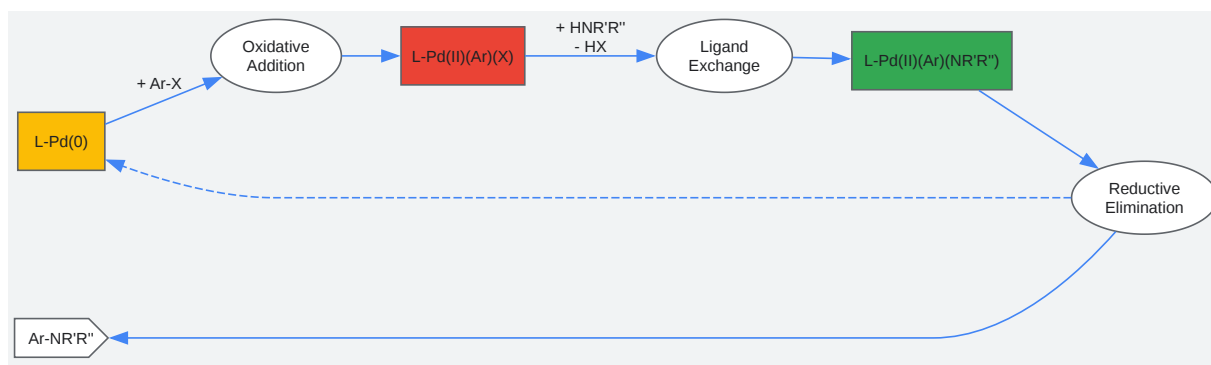 Oxidative
Addition
L-Pd(II)(Ar)(X)
+ HNR'R''
- HX
Ligand
Exchange
L-Pd(II)(Ar)(NR'R'')
+ Ar-X
L-Pd(0)
Reductive
Elimination
Ar-NR'R''